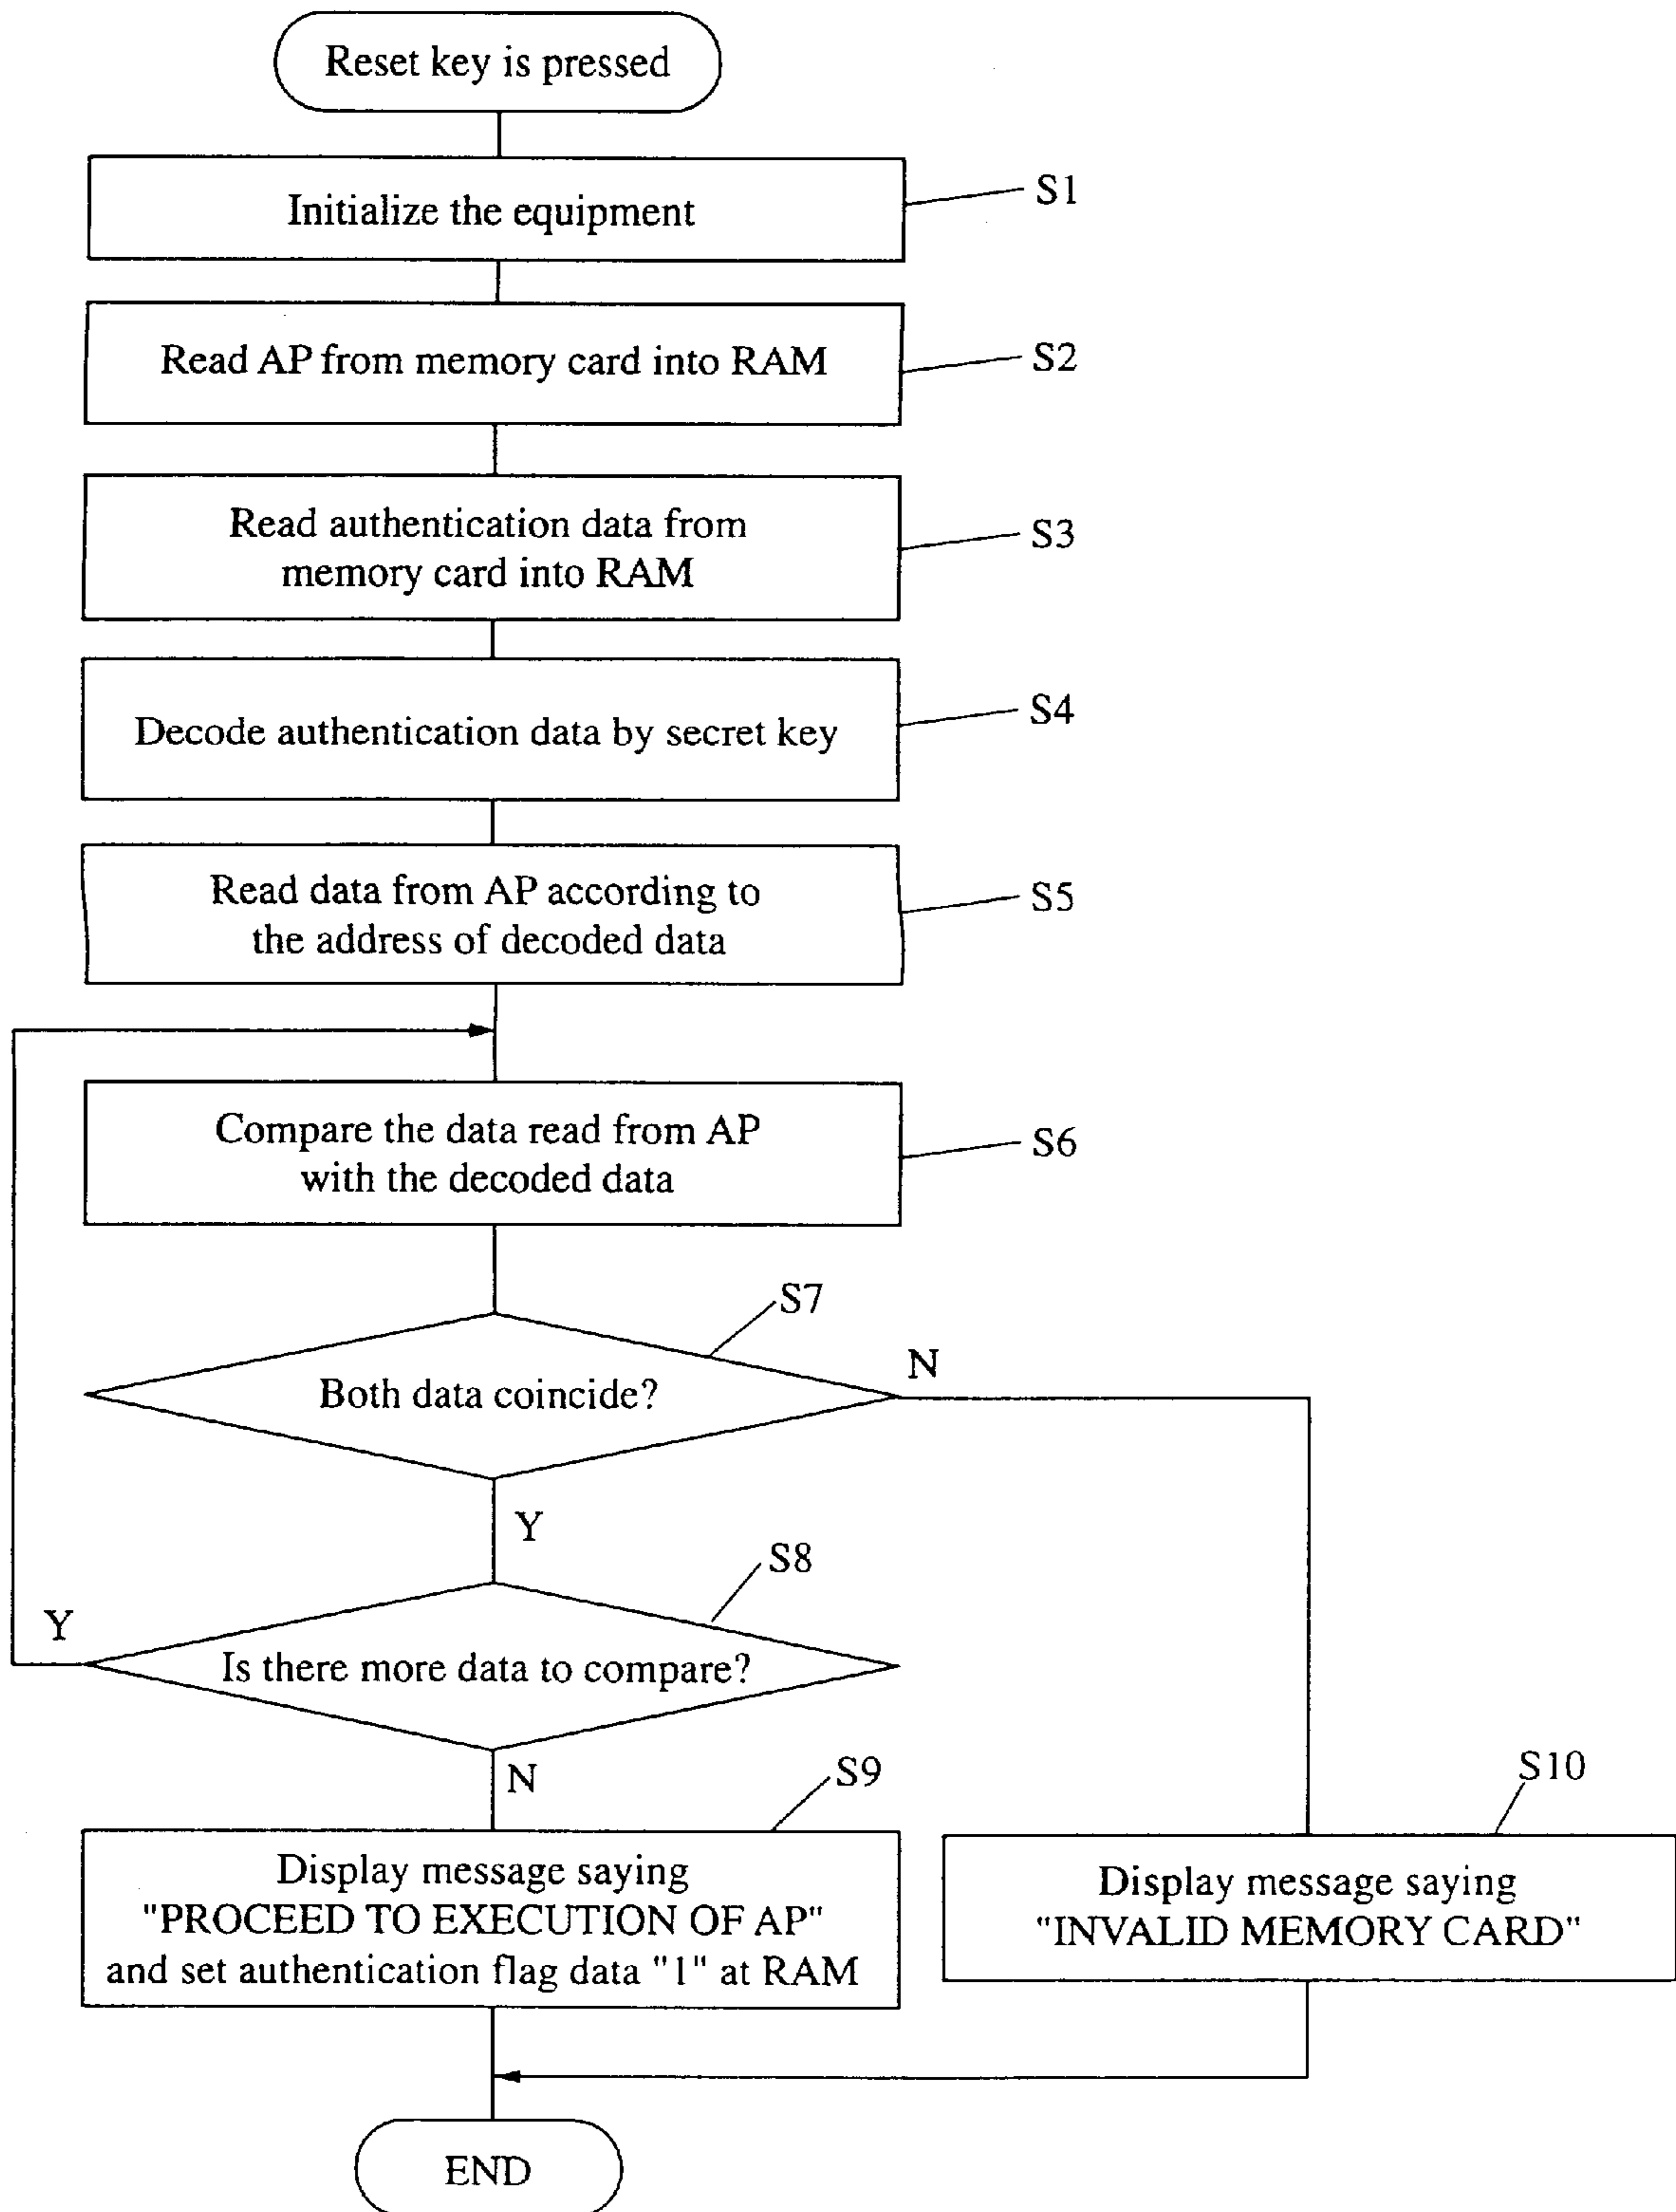 Reset key is pressed
Initialize the equipment
S1
Read AP from memory card into RAM
S2
Read authentication data from
memory card into RAM
S3
Decode authentication data by secret key
S4
Read data from AP according to
the address of decoded data
S5
Compare the data read from AP
with the decoded data
S6
S7
Both data coincide?
N
Y
S8
Is there more data to compare?
Y
N
S9
Display message saying
"PROCEED TO EXECUTION OF AP"
and set authentication flag data "1" at RAM
S10
Display message saying
"INVALID MEMORY CARD"
END